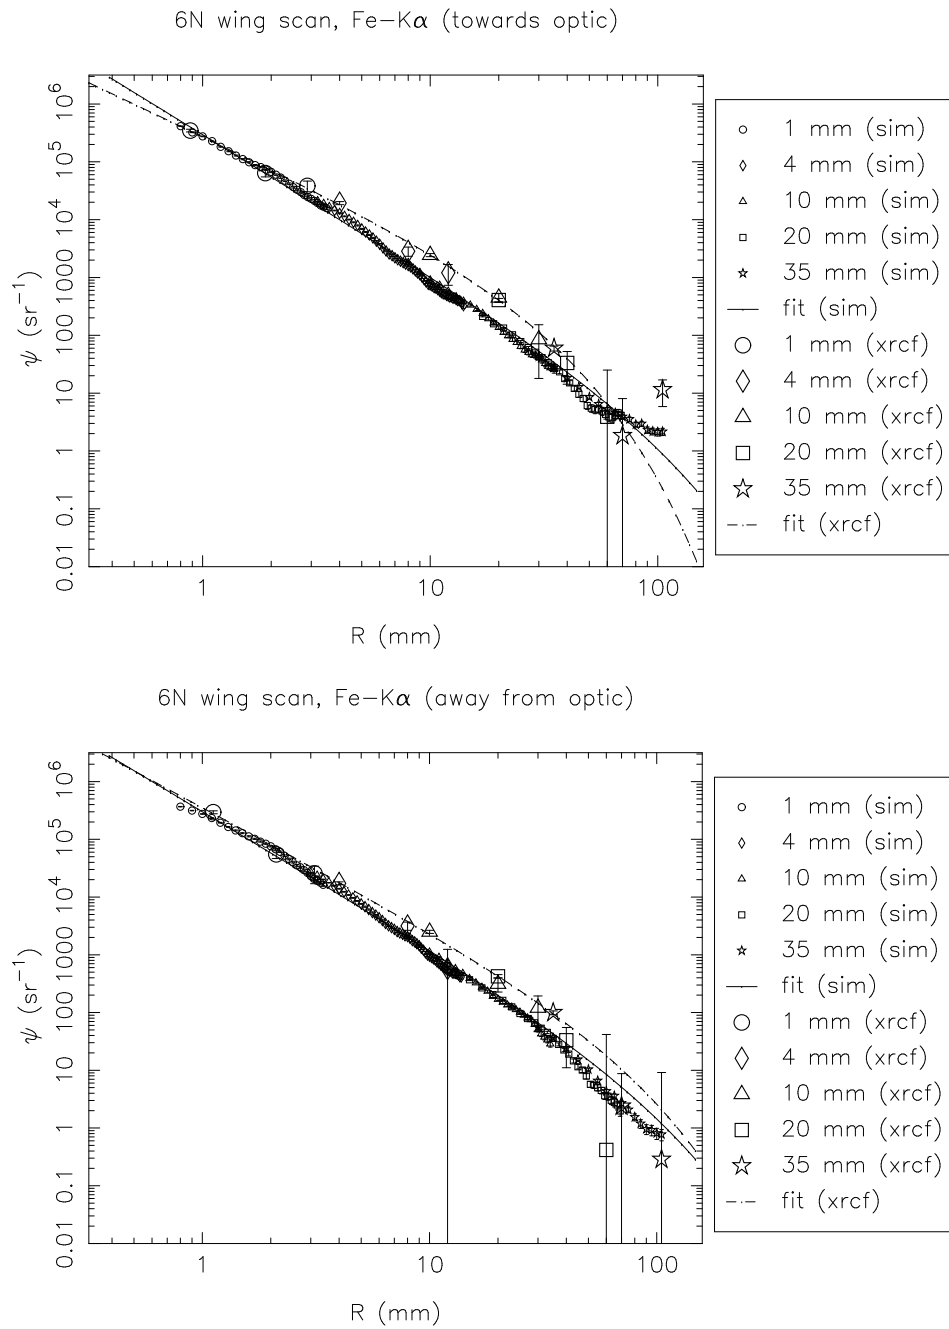 6N wing scan, Fe−Kα (towards optic)
ψ (sr⁻¹)
10⁶
10⁵
10⁴
1000
100
10
1
0.1
0.01
1 10 100
R (mm)
1 mm (sim)
4 mm (sim)
10 mm (sim)
20 mm (sim)
35 mm (sim)
fit (sim)
1 mm (xrcf)
4 mm (xrcf)
10 mm (xrcf)
20 mm (xrcf)
35 mm (xrcf)
fit (xrcf)
6N wing scan, Fe−Kα (away from optic)
ψ (sr⁻¹)
10⁶
10⁵
10⁴
1000
100
10
1
0.1
0.01
1 10 100
R (mm)
1 mm (sim)
4 mm (sim)
10 mm (sim)
20 mm (sim)
35 mm (sim)
fit (sim)
1 mm (xrcf)
4 mm (xrcf)
10 mm (xrcf)
20 mm (xrcf)
35 mm (xrcf)
fit (xrcf)